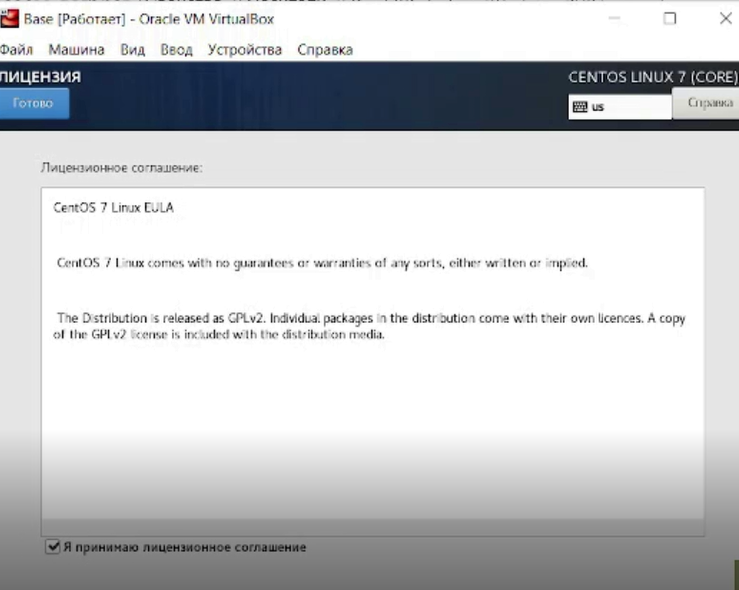 Base [Работает] - Oracle VM VirtualBox
Файл Машина Вид Ввод Устройства Справка
ЛИЦЕНЗИЯ
CENTOS LINUX 7 (CORE)
Готово
us
Справка
Лицензионное соглашение:
CentOS 7 Linux EULA
CentOS 7 Linux comes with no guarantees or warranties of any sorts, either written or implied.
The Distribution is released as GPLv2. Individual packages in the distribution come with their own licences. A copy
of the GPLv2 license is included with the distribution media.
Я принимаю лицензионное соглашение